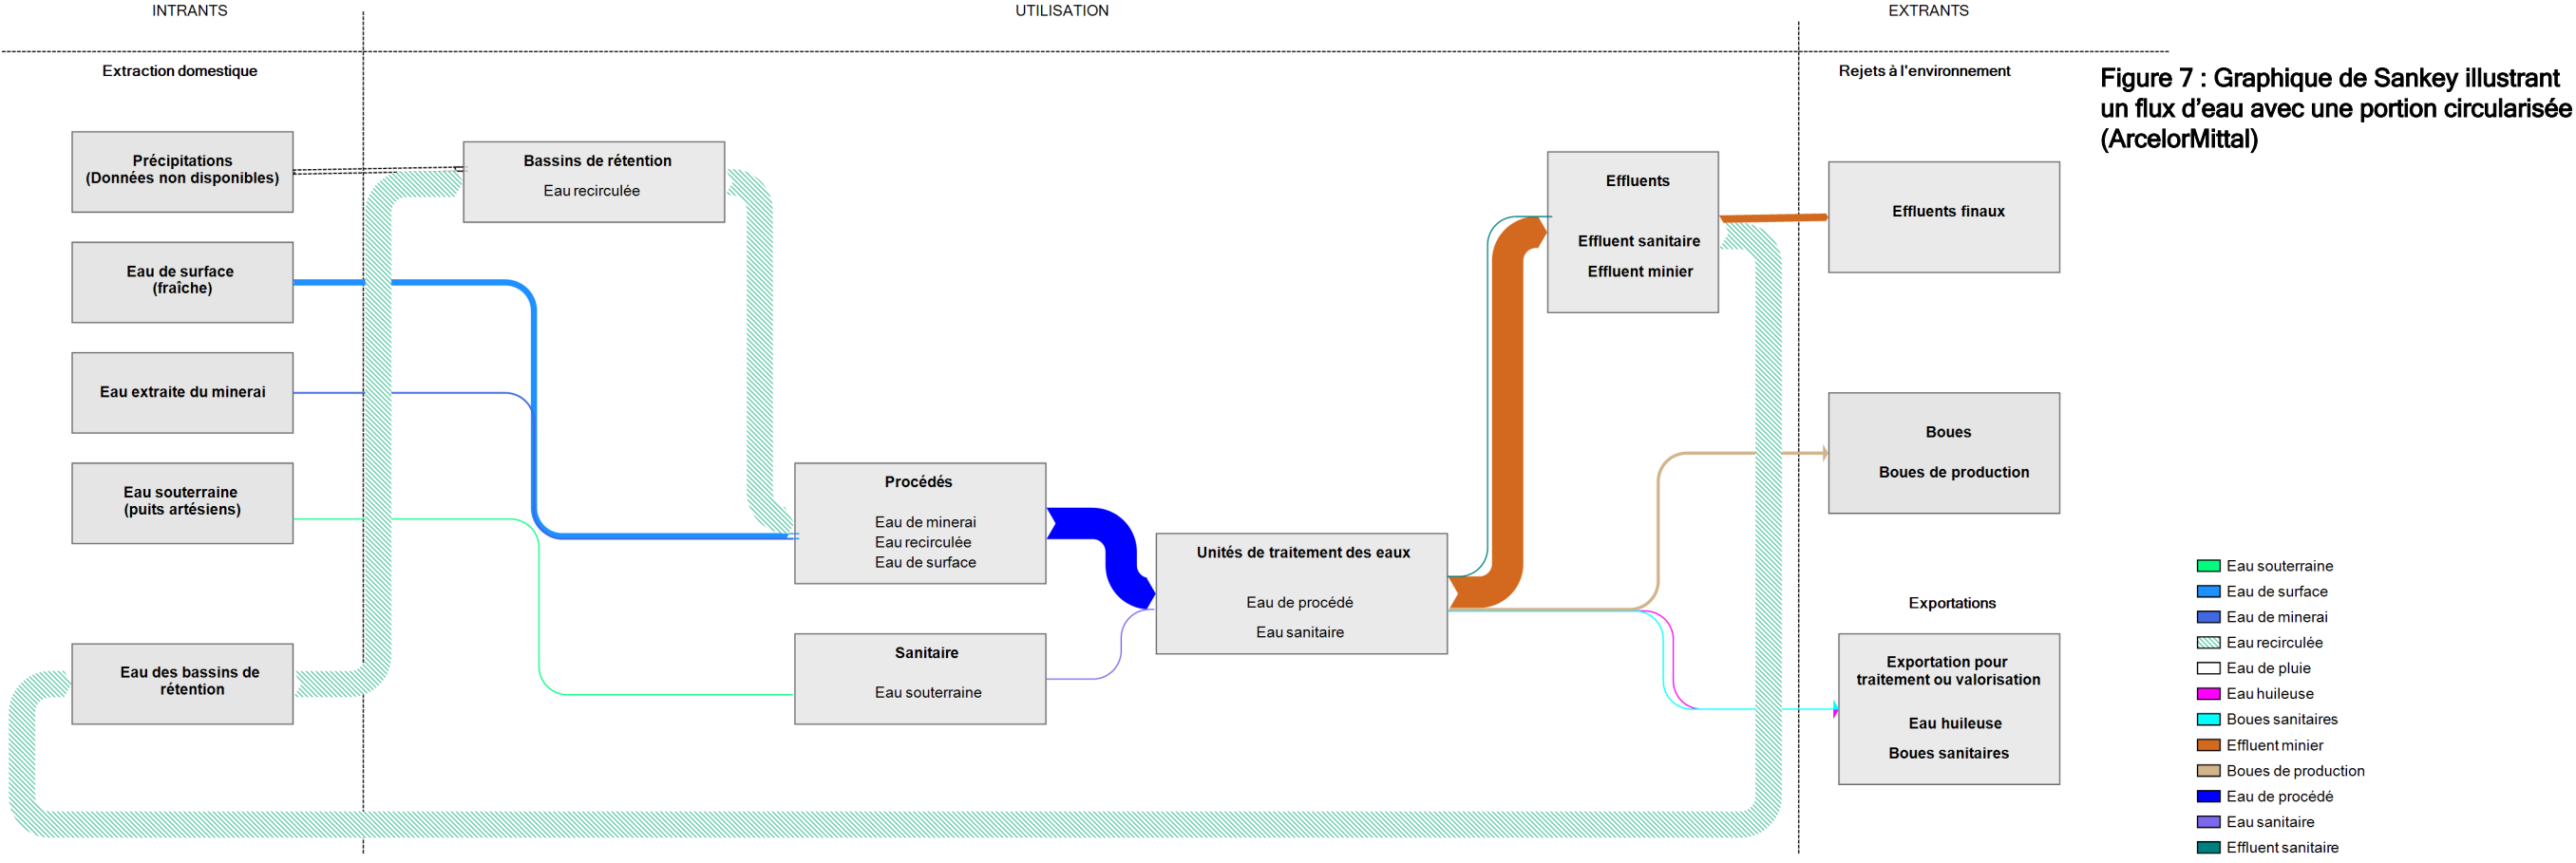 INTRANTS
UTILISATION
EXTRANTS
Extraction domestique
Rejets à l'environnement
Figure 7 : Graphique de Sankey illustrant
un flux d’eau avec une portion circularisée
(ArcelorMittal)
Précipitations
(Données non disponibles)
Eau de surface
(fraîche)
Eau extraite du minerai
Eau souterraine
(puits artésiens)
Eau des bassins de
rétention
Bassins de rétention
Eau recirculée
Procédés
Eau de minerai
Eau recirculée
Eau de surface
Sanitaire
Eau souterraine
Unités de traitement des eaux
Eau de procédé
Eau sanitaire
Effluents
Effluent sanitaire
Effluent minier
Effluents finaux
Boues
Boues de production
Exportations
Exportation pour
traitement ou valorisation
Eau huileuse
Boues sanitaires
Eau souterraine
Eau de surface
Eau de minerai
Eau recirculée
Eau de pluie
Eau huileuse
Boues sanitaires
Effluent minier
Boues de production
Eau de procédé
Eau sanitaire
Effluent sanitaire